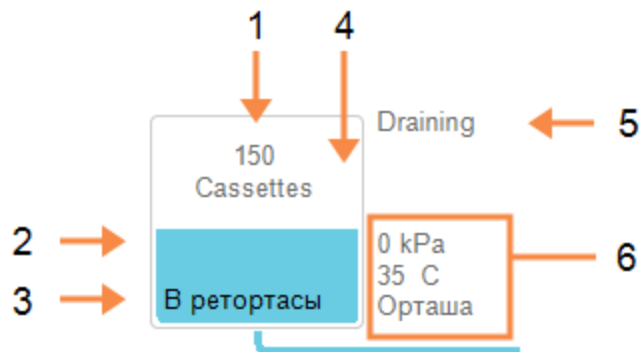 1
4
Draining
5
150
Cassettes
2
0 kPa
35 C
Орташа
6
3
В ретортасы